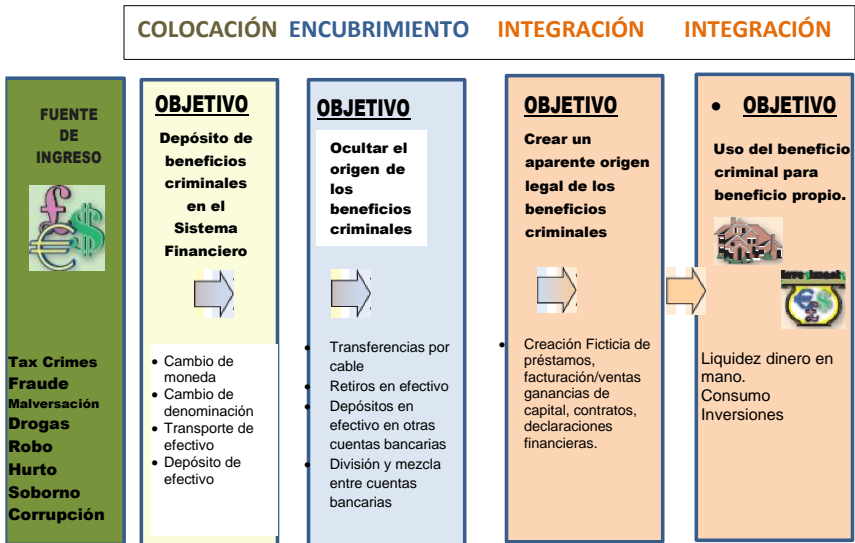 COLOCACIÓN ENCUBRIMIENTO INTEGRACIÓN INTEGRACIÓN
FUENTE
DE
INGRESO
Tax Crimes
Fraude
Malversación
Drogas
Robo
Hurto
Soborno
Corrupción
OBJETIVO
Depósito de
beneficios
criminales
en el
Sistema
Financiero
• Cambio de
moneda
• Cambio de
denominación
• Transporte de
efectivo
• Depósito de
efectivo
OBJETIVO
Ocultar el
origen de
los
beneficios
criminales
• Transferencias por
cable
• Retiros en efectivo
• Depósitos en
efectivo en otras
cuentas bancarias
• División y mezcla
entre cuentas
bancarias
OBJETIVO
Crear un
aparente origen
legal de los
beneficios
criminales
• Creación Ficticia de
préstamos,
facturación/ventas
ganancias de
capital, contratos,
declaraciones
financieras.
• OBJETIVO
Uso del beneficio
criminal para
beneficio propio.
Investments
Liquidez dinero en
mano.
Consumo
Inversiones